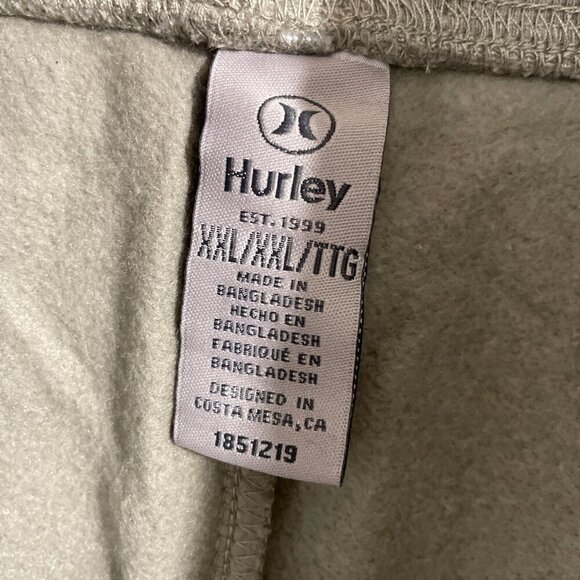 Hurley
EST. 1999
XXL/XXL/TTG
MADE IN
BANGLADESH
HECHO EN
BANGLADESH
FABRIQUÉ EN
BANGLADESH
DESIGNED IN
COSTA MESA, CA
1851219